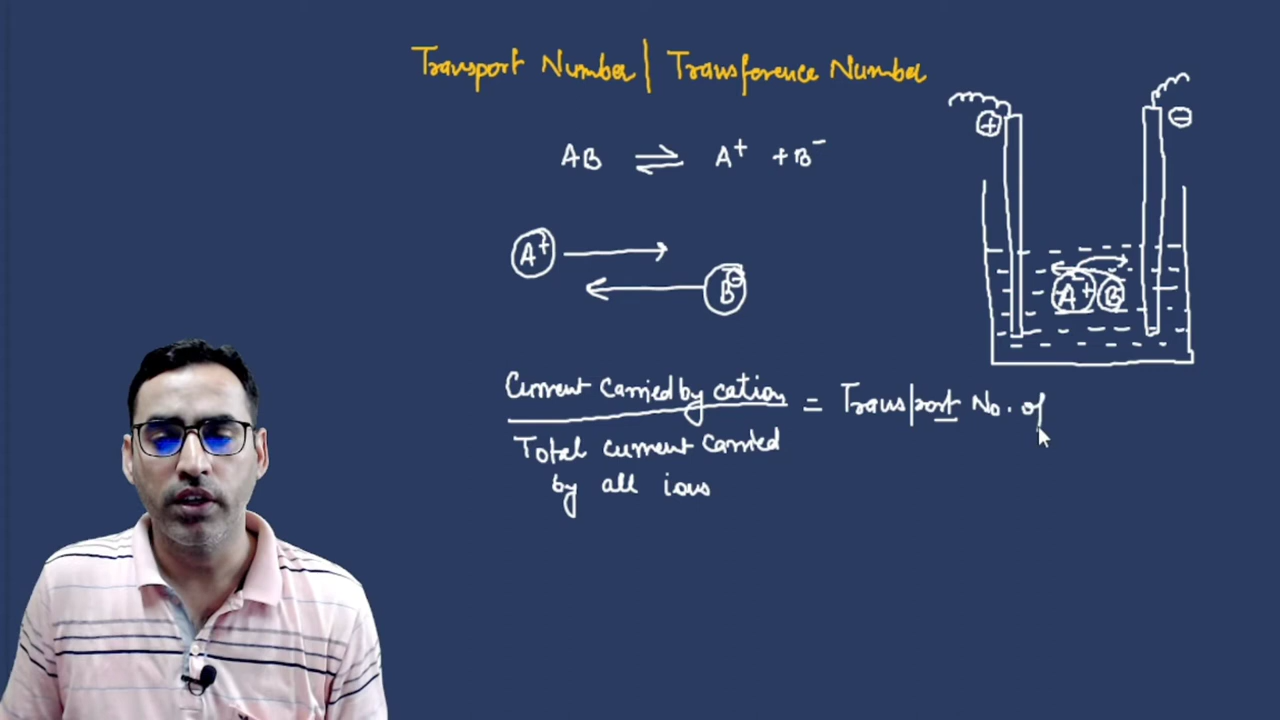 Transport Number | Transference Number
AB ⇌ A⁺ + B⁻
A⁺
B⊖
⊕
⊖
A⁺ B
Current Carried by cation = Transport No. of
Total current carried
by all ions